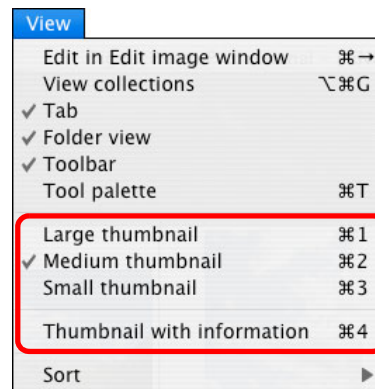 View
Edit in Edit image window ⌘→
View collections ⌥⌘G
✓ Tab
✓ Folder view
✓ Toolbar
Tool palette ⌘T
Large thumbnail ⌘1
✓ Medium thumbnail ⌘2
Small thumbnail ⌘3
Thumbnail with information ⌘4
Sort ▶